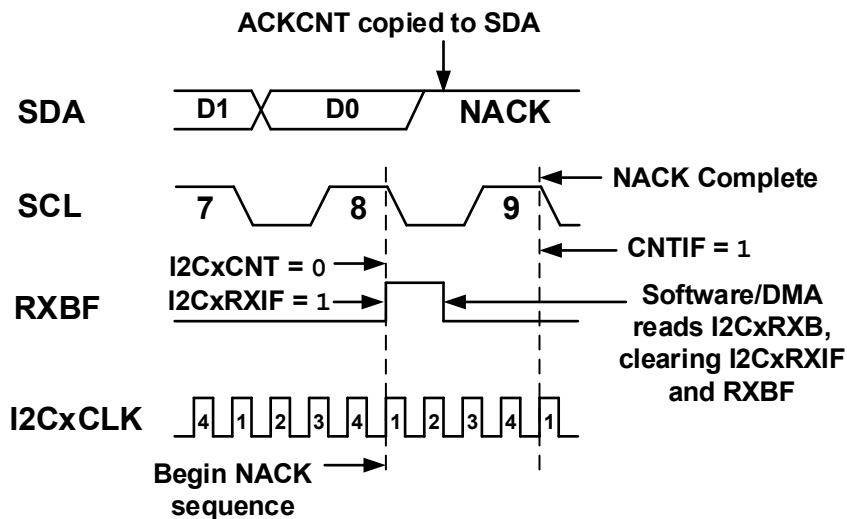 ACKCNT copied to SDA
SDA
D1
D0
NACK
SCL
7
8
9
NACK Complete
I2CxCNT = 0
CNTIF = 1
RXBF
I2CxRXIF = 1
Software/DMA
reads I2CxRXB,
clearing I2CxRXIF
and RXBF
I2CxCLK
4 1 2 3 4 1 2 3 4 1
Begin NACK
sequence